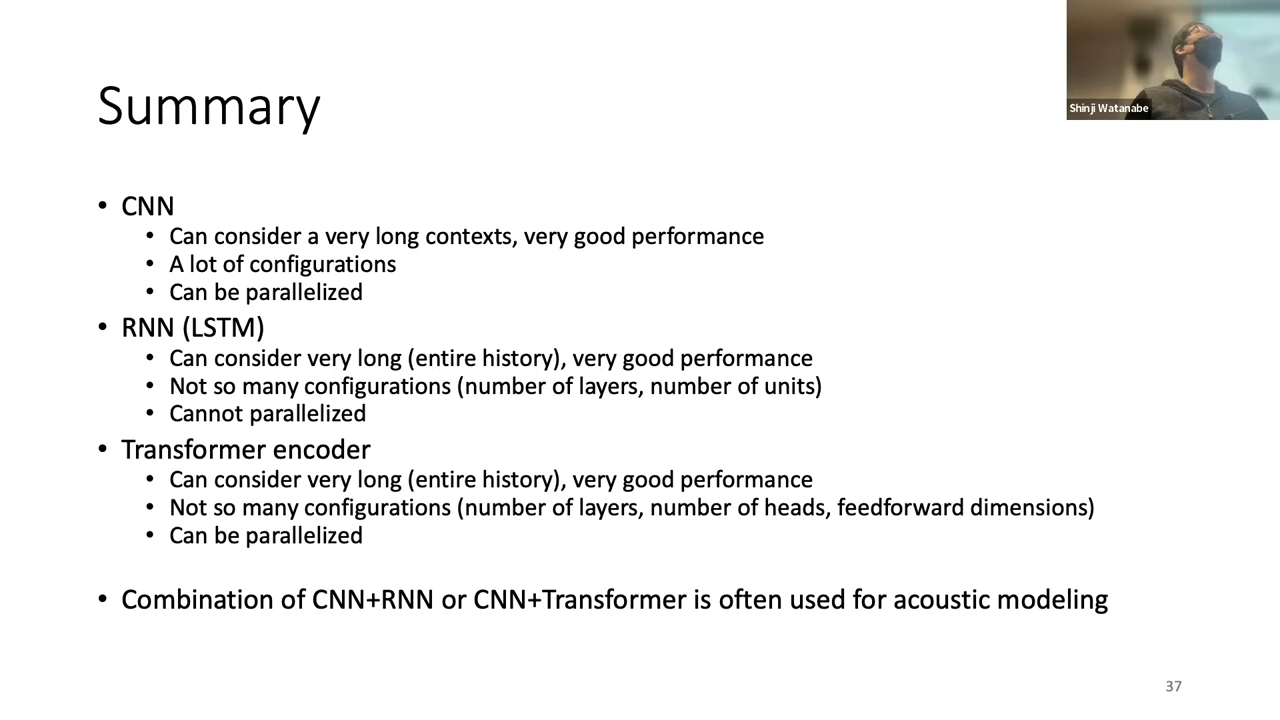 Shinji Watanabe
Summary
• CNN
• Can consider a very long contexts, very good performance
• A lot of configurations
• Can be parallelized
• RNN (LSTM)
• Can consider very long (entire history), very good performance
• Not so many configurations (number of layers, number of units)
• Cannot parallelized
• Transformer encoder
• Can consider very long (entire history), very good performance
• Not so many configurations (number of layers, number of heads, feedforward dimensions)
• Can be parallelized
• Combination of CNN+RNN or CNN+Transformer is often used for acoustic modeling
37